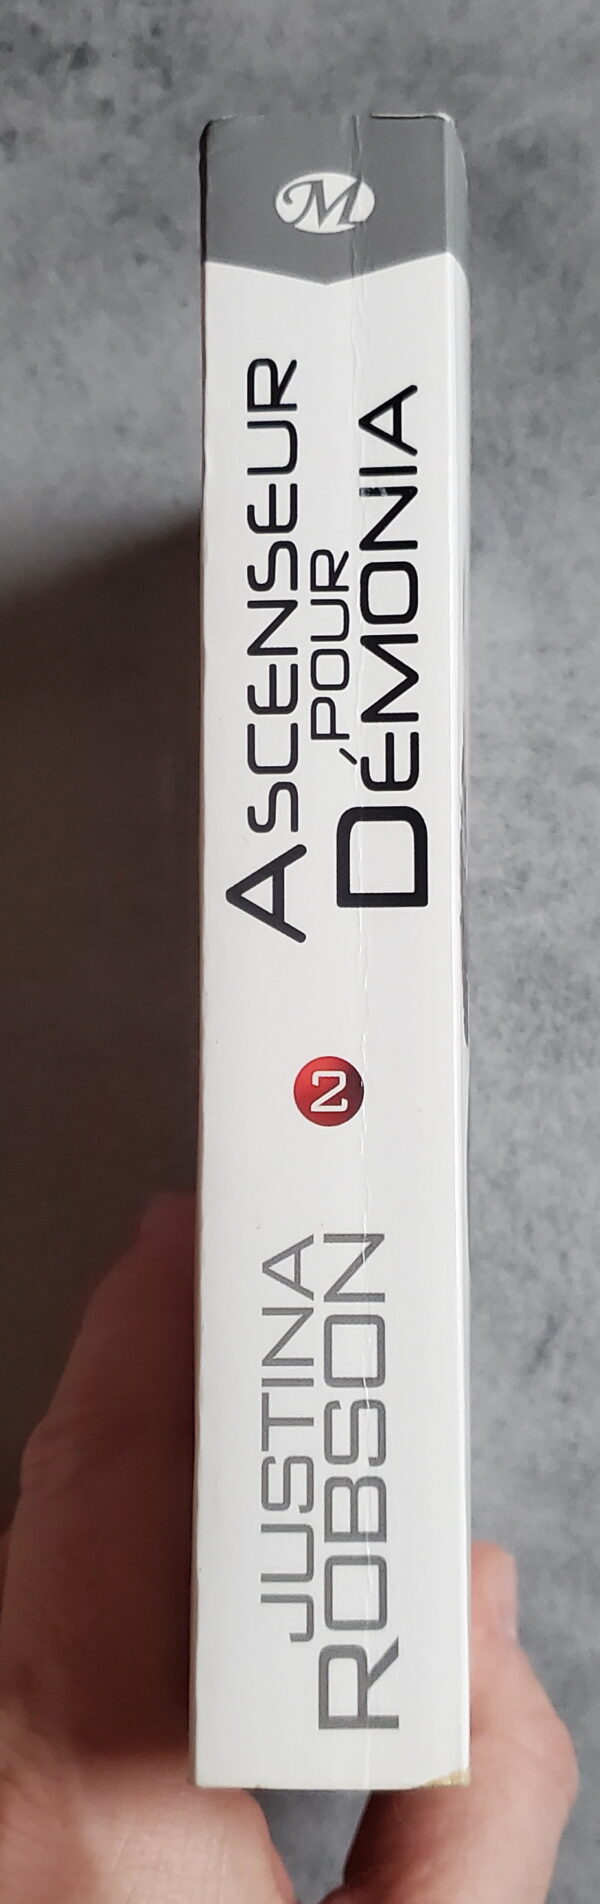 M
ASCENSEUR
POUR
DÉMONIA
2
JUSTINA
ROBSON